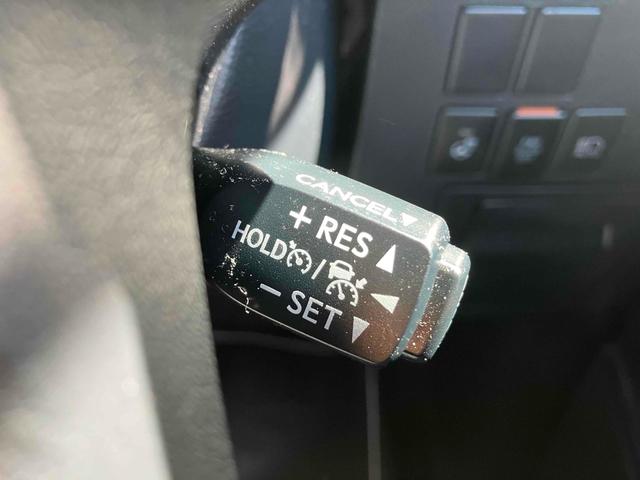 CANCEL
+ RES
HOLD /
- SET